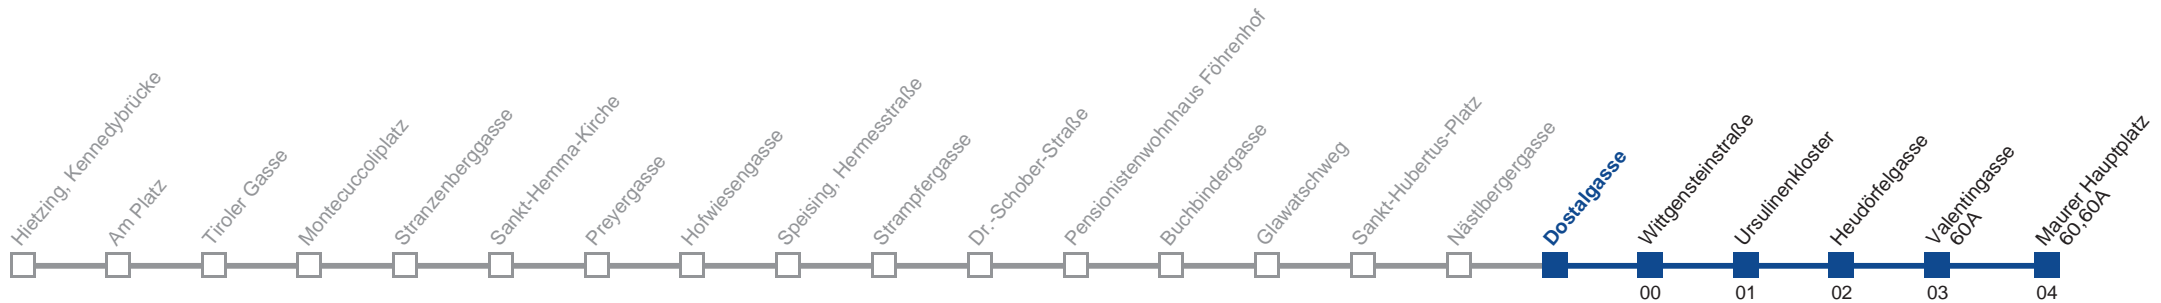 Hietzing, Kennedybrücke
Am Platz
Tiroler Gasse
Montecuccoliplatz
Stranzenberggasse
Sankt-Hemma-Kirche
Preyergasse
Hofwiesengasse
Speising, Hermesstraße
Strampfergasse
Dr.-Schober-Straße
Pensionistenwohnhaus Föhrenhof
Buchbindergasse
Glawatschweg
Sankt-Hubertus-Platz
Nästlbergergasse
Dostalgasse
Wittgensteinstraße
Ursulinenkloster
Heudörfelgasse
Valentingasse
60A
Maurer Hauptplatz
60,60A
00
01
02
03
04